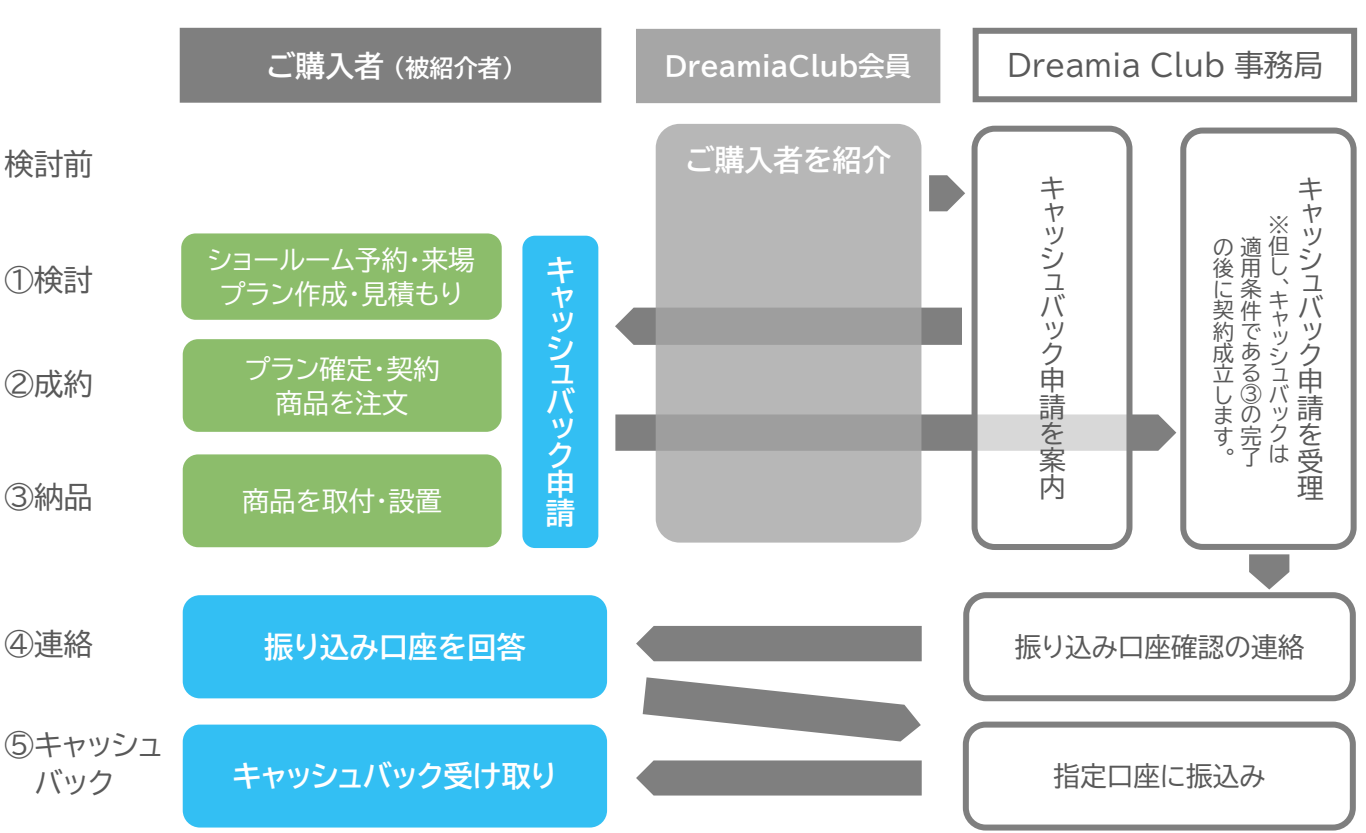 ご購入者（被紹介者）
DreamiaClub会員
Dreamia Club 事務局
検討前
ご購入者を紹介
キャッシュバック申請を案内
キャッシュバック申請を受理
※但し、キャッシュバックは
適用条件である③の完了
の後に契約成立します。
①検討
ショールーム予約・来場
プラン作成・見積もり
キャッシュバック申請
②成約
プラン確定・契約
商品を注文
③納品
商品を取付・設置
④連絡
振り込み口座を回答
振り込み口座確認の連絡
⑤キャッシュ
バック
キャッシュバック受け取り
指定口座に振込み